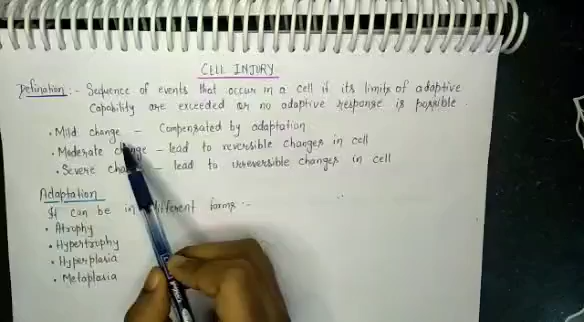 CELL INJURY
Defination :- Sequence of events that occur in a cell if its limits of adaptive
Capability are exceeded or no adaptive response is possible.
• Mild change - Compensated by adaptation
• Moderate change - lead to reversible changes in cell
• Severe change - lead to irreversible changes in cell
Adaptation
It can be in different forms :-
• Atrophy
• Hypertrophy
• Hyperplasia
• Metaplasia